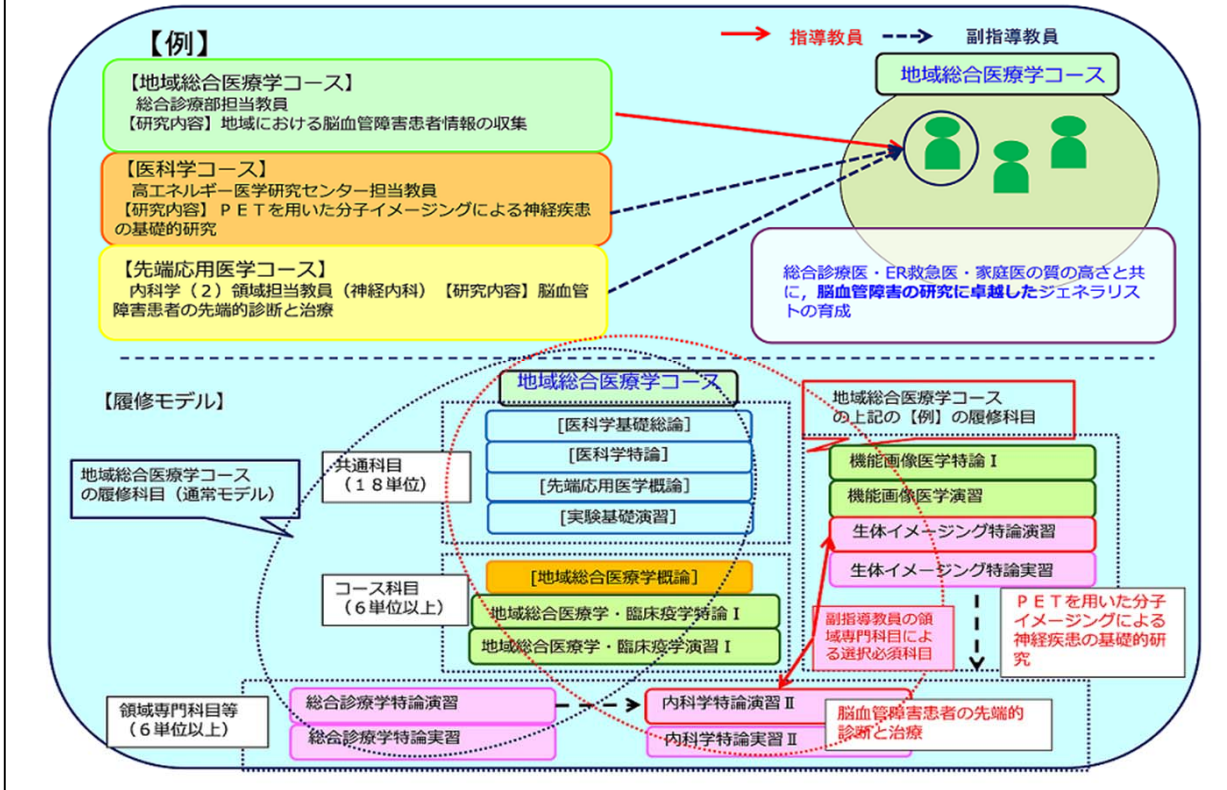 【例】
指導教員
副指導教員
【地域総合医療学コース】
総合診療部担当教員
【研究内容】地域における脳血管障害患者情報の収集
【医科学コース】
高エネルギー医学研究センター担当教員
【研究内容】ＰＥＴを用いた分子イメージングによる神経疾患
の基礎的研究
【先端応用医学コース】
内科学（２）領域担当教員（神経内科）【研究内容】脳血管
障害患者の先端的診断と治療
地域総合医療学コース
総合診療医・ER救急医・家庭医の質の高さと共
に，脳血管障害の研究に卓越したジェネラリス
トの育成
【履修モデル】
地域総合医療学コース
の履修科目（通常モデル）
地域総合医療学コース
共通科目
（１８単位）
[医科学基礎総論]
[医科学特論]
[先端応用医学概論]
[実験基礎演習]
コース科目
（６単位以上）
[地域総合医療学概論]
地域総合医療学・臨床疫学特論Ⅰ
地域総合医療学・臨床疫学演習Ⅰ
地域総合医療学コース
の上記の【例】の履修科目
機能画像医学特論Ⅰ
機能画像医学演習
生体イメージング特論演習
生体イメージング特論実習
副指導教員の領
域専門科目によ
る選択必須科目
ＰＥＴを用いた分子
イメージングによる
神経疾患の基礎的研
究
領域専門科目等
（６単位以上）
総合診療学特論演習
総合診療学特論実習
内科学特論演習Ⅱ
内科学特論実習Ⅱ
脳血管障害患者の先端的
診断と治療